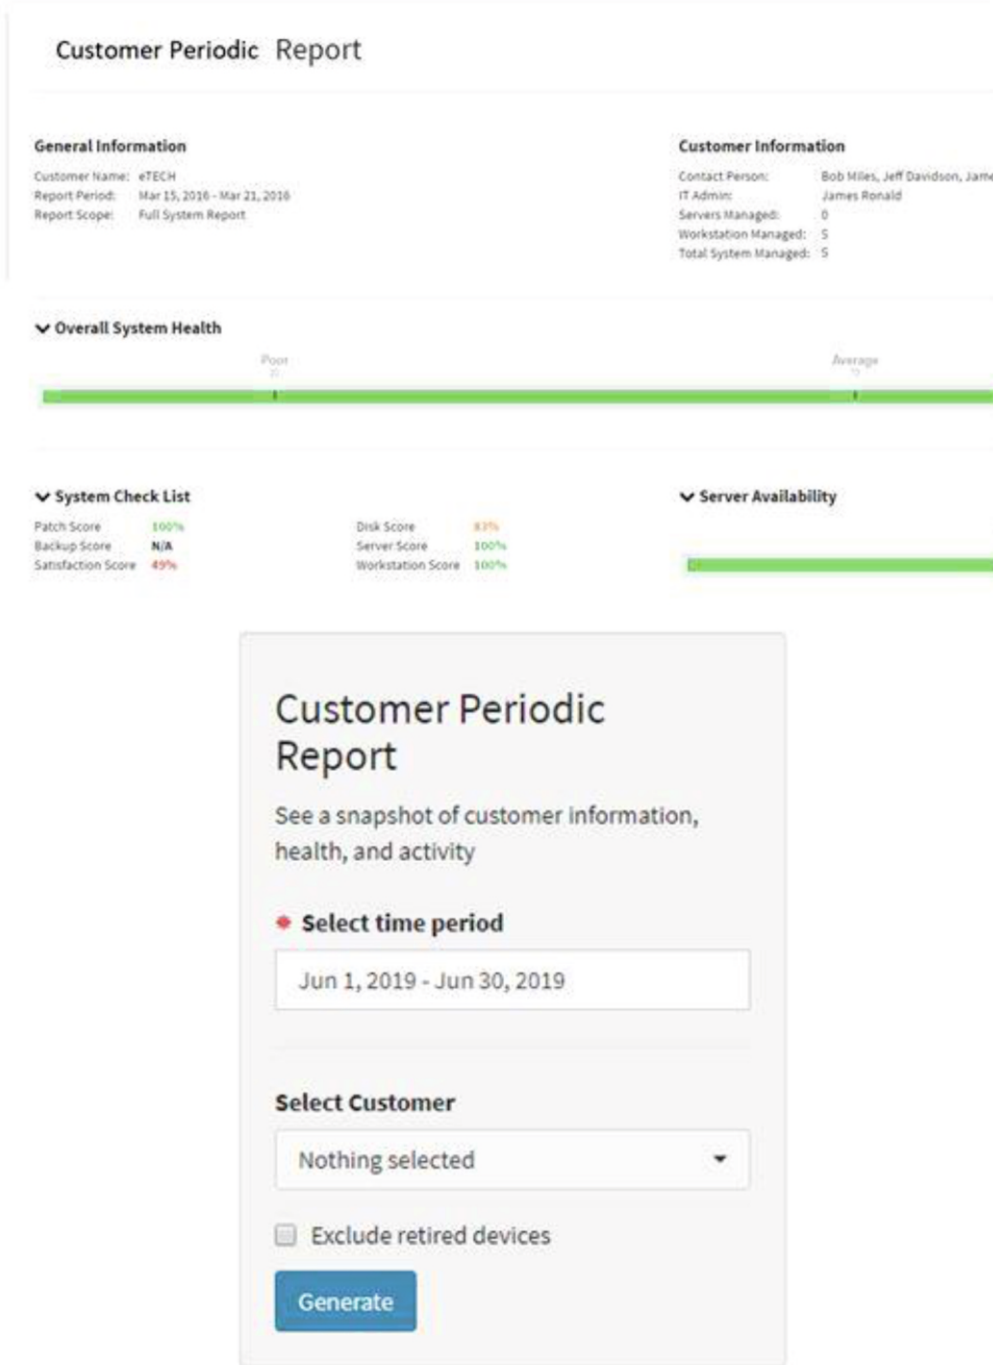 Customer Periodic Report
General Information
Customer Name: eTECH
Report Period: Mar 15, 2016 - Mar 21, 2016
Report Scope: Full System Report
Customer Information
Contact Person: Bob Miles, Jeff Davidson, Jame
IT Admin: James Ronald
Servers Managed: 0
Workstation Managed: 5
Total System Managed: 5
Overall System Health
Poor
Average
System Check List
Patch Score 100%
Backup Score N/A
Satisfaction Score 49%
Disk Score 83%
Server Score 100%
Workstation Score 100%
Server Availability
Customer Periodic
Report
See a snapshot of customer information,
health, and activity
Select time period
Jun 1, 2019 - Jun 30, 2019
Select Customer
Nothing selected
Exclude retired devices
Generate